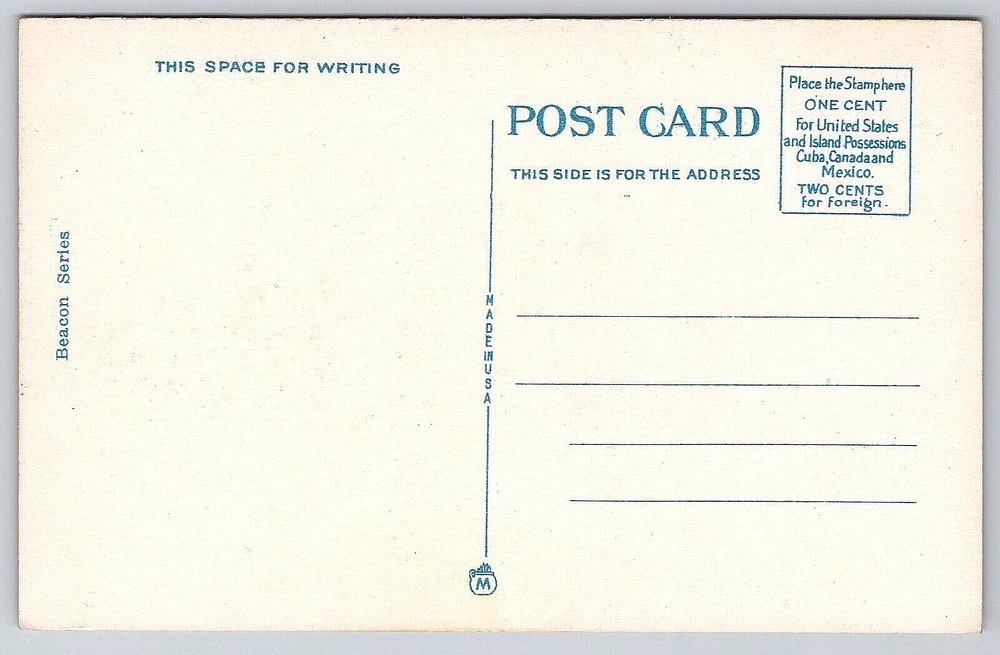 THIS SPACE FOR WRITING
POST CARD
THIS SIDE IS FOR THE ADDRESS
Place the Stamp here
ONE CENT
For United States
and Island Possessions
Cuba, Canada and
Mexico.
TWO CENTS
for foreign.
Beacon Series
MADE IN USA
M